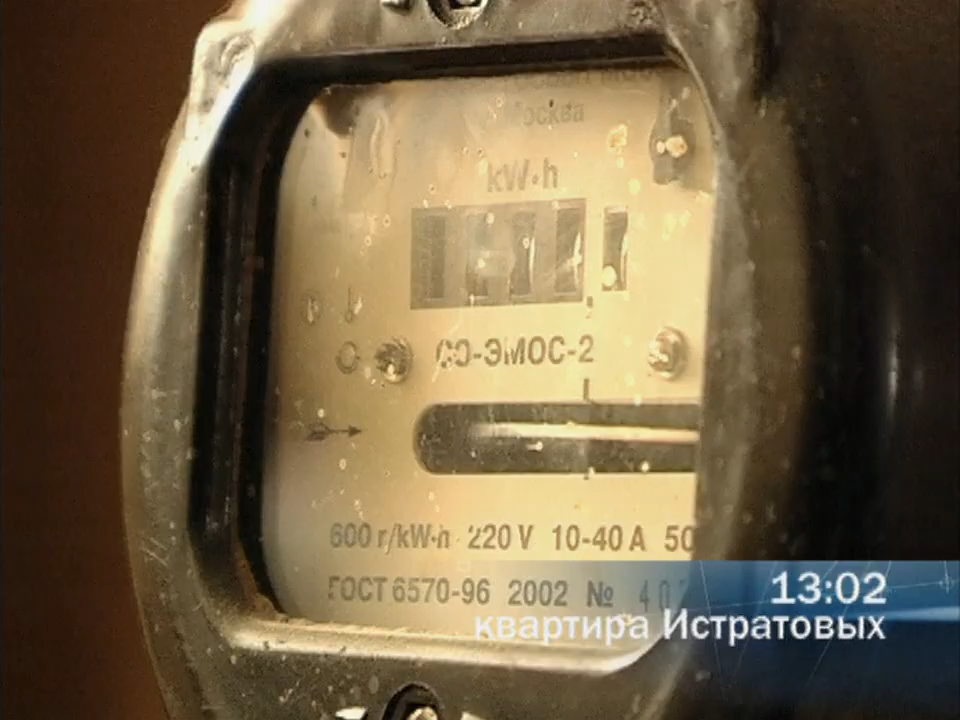 Москва
kW·h
СО-ЭМОС-2
600 r/kW·h 220 V 10-40 A 50
ГОСТ 6570-96 2002 №
13:02
квартира Истратовых